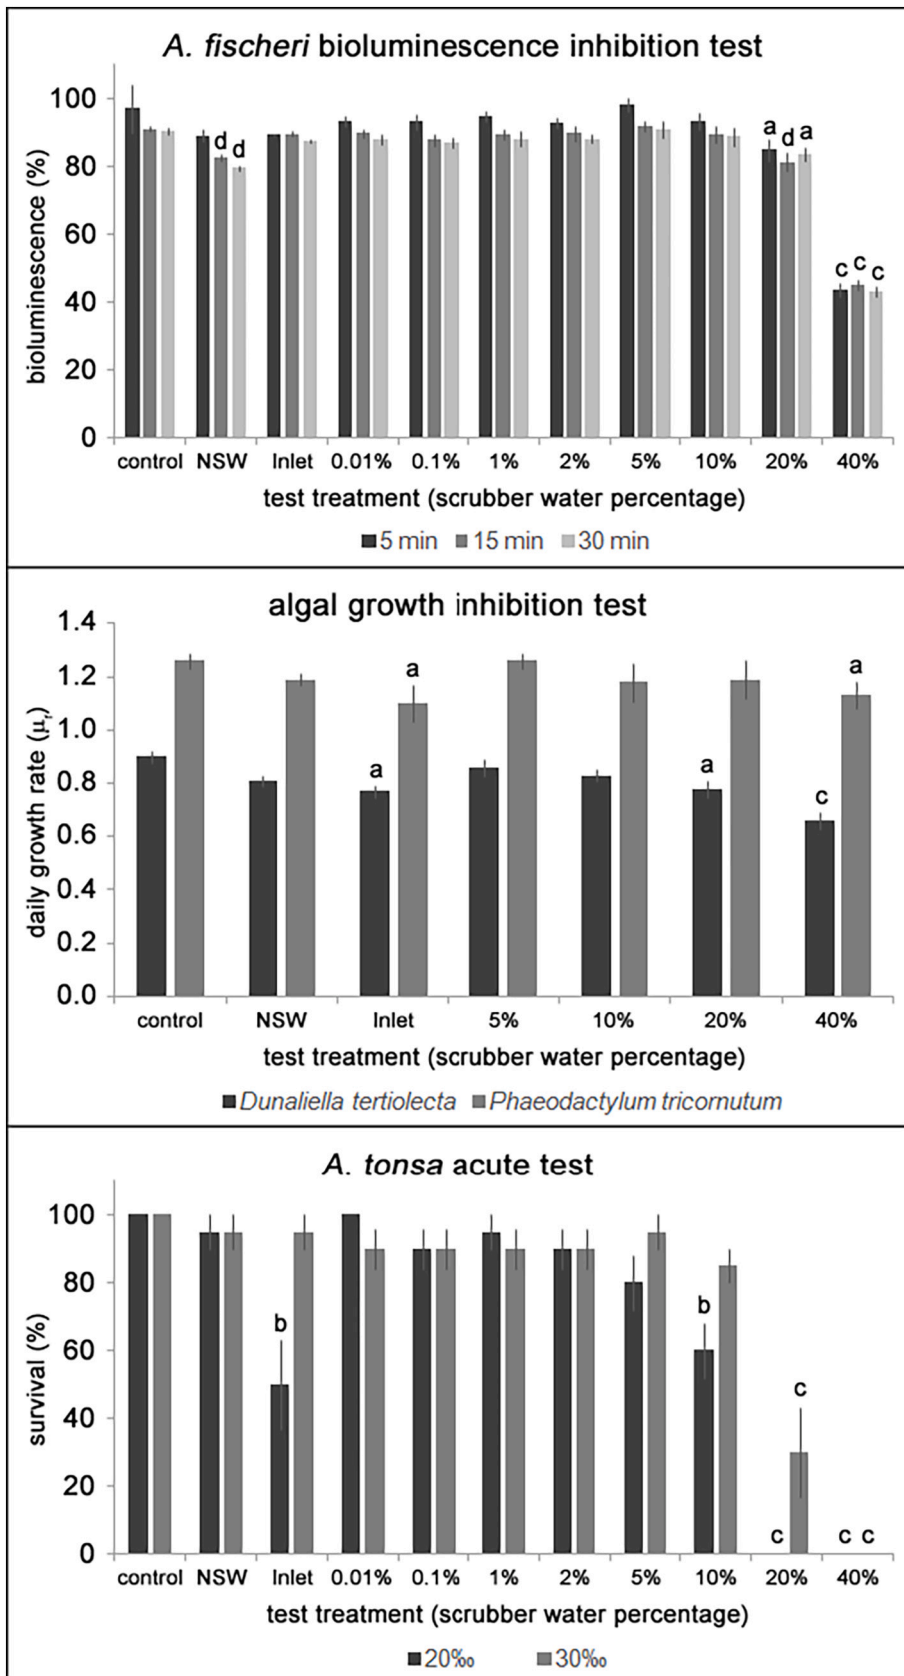 A. fischeri bioluminescence inhibition test
bioluminescence (%)
100
80
60
40
20
0
d d
a d a
c c c
control NSW Inlet 0.01% 0.1% 1% 2% 5% 10% 20% 40%
test treatment (scrubber water percentage)
5 min 15 min 30 min
algal growth inhibition test
daily growth rate (μr)
1.4
1.2
1.0
0.8
0.6
0.4
0.2
0.0
a a
a c a
control NSW Inlet 5% 10% 20% 40%
test treatment (scrubber water percentage)
Dunaliella tertiolecta Phaeodactylum tricornutum
A. tonsa acute test
survival (%)
100
80
60
40
20
0
b
b
c c
c c
control NSW Inlet 0.01% 0.1% 1% 2% 5% 10% 20% 40%
test treatment (scrubber water percentage)
20‰ 30‰